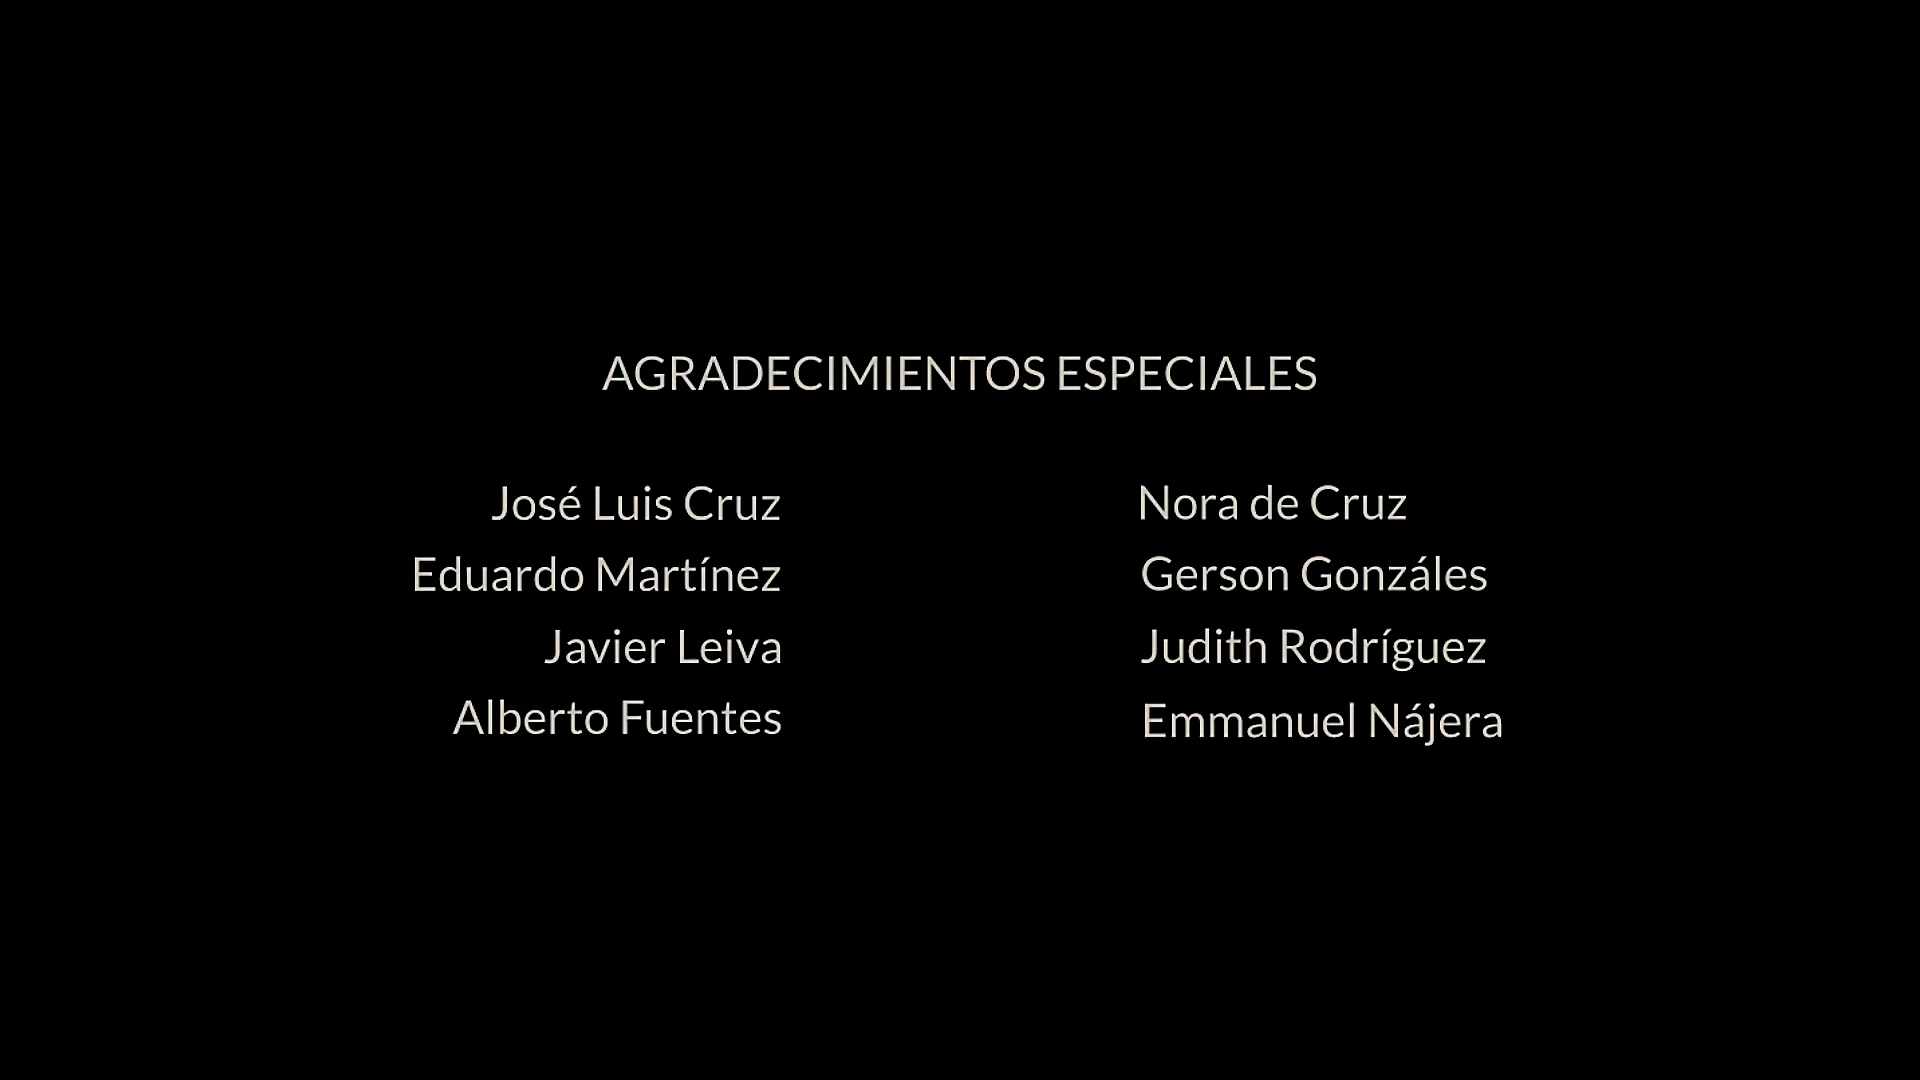 AGRADECIMIENTOS ESPECIALES
José Luis Cruz
Nora de Cruz
Eduardo Martínez
Gerson Gonzáles
Javier Leiva
Judith Rodríguez
Alberto Fuentes
Emmanuel Nájera